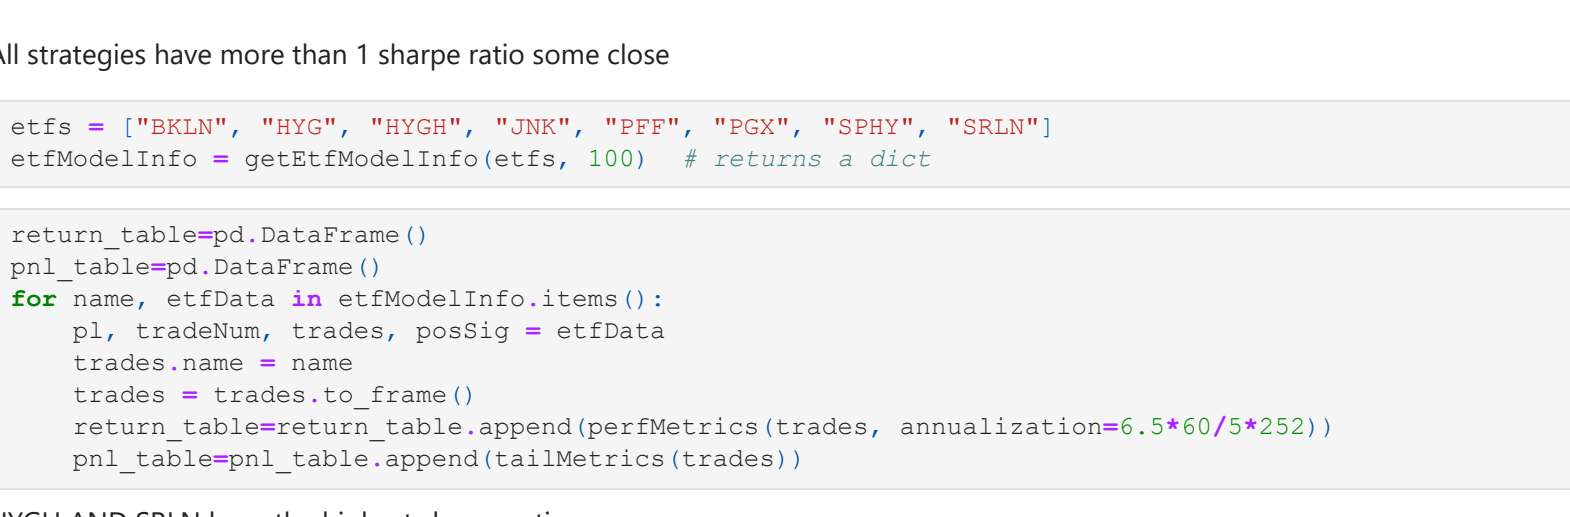 All strategies have more than 1 sharpe ratio some close
etfs = ["BKLN", "HYG", "HYGH", "JNK", "PFF", "PGX", "SPHY", "SRLN"]
etfModelInfo = getEtfModelInfo(etfs, 100)  # returns a dict
return_table=pd.DataFrame()
pnl_table=pd.DataFrame()
for name, etfData in etfModelInfo.items():
    pl, tradeNum, trades, posSig = etfData
    trades.name = name
    trades = trades.to_frame()
    return_table=return_table.append(perfMetrics(trades, annualization=6.5*60/5*252))
    pnl_table=pnl_table.append(tailMetrics(trades))